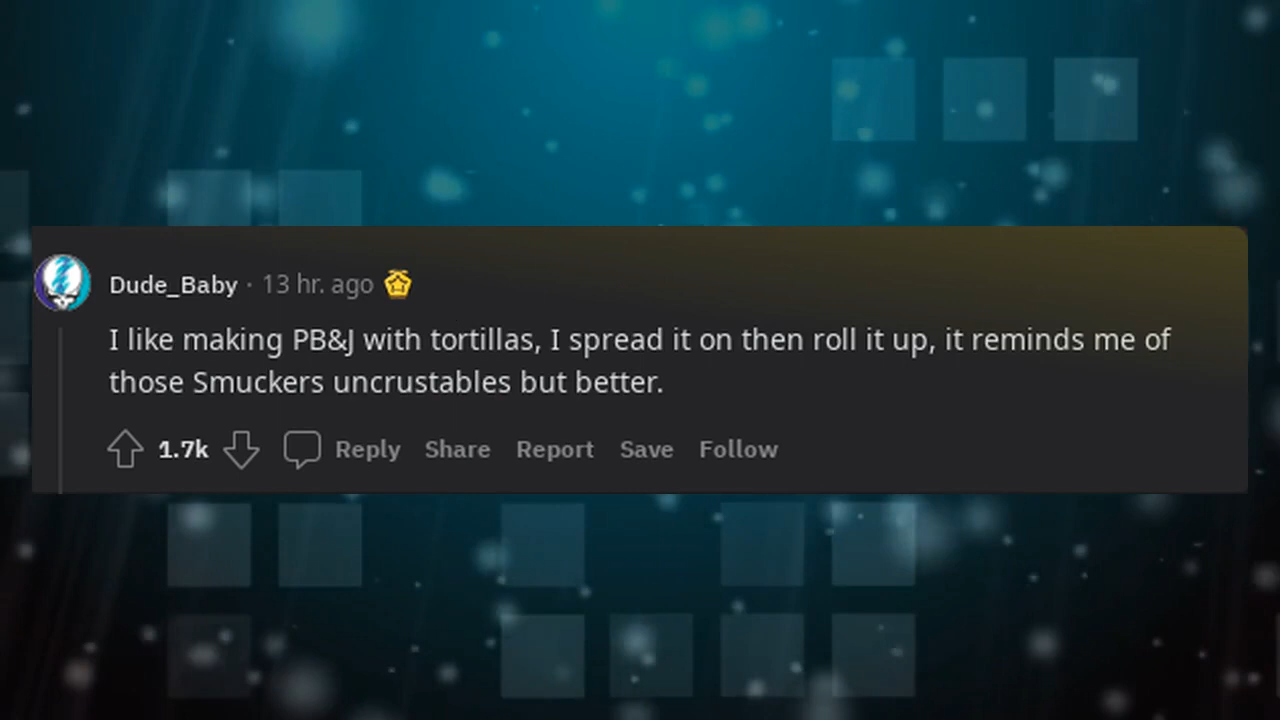 Dude_Baby · 13 hr. ago
I like making PB&J with tortillas, I spread it on then roll it up, it reminds me of
those Smuckers uncrustables but better.
1.7k Reply Share Report Save Follow